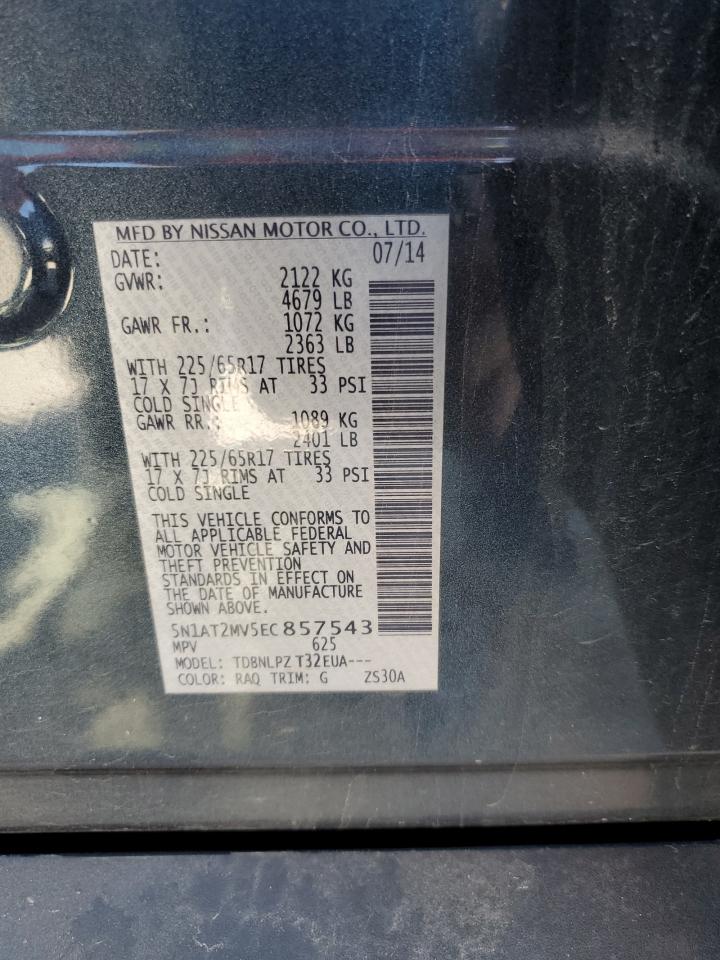 MFD BY NISSAN MOTOR CO., LTD.
DATE: 07/14
GVWR: 2122 KG
4679 LB
GAWR FR.: 1072 KG
2363 LB
WITH 225/65R17 TIRES
17 X 7J RIMS AT 33 PSI
COLD SINGLE
GAWR RR.: 1089 KG
2401 LB
WITH 225/65R17 TIRES
17 X 7J RIMS AT 33 PSI
COLD SINGLE
THIS VEHICLE CONFORMS TO
ALL APPLICABLE FEDERAL
MOTOR VEHICLE SAFETY AND
THEFT PREVENTION
STANDARDS IN EFFECT ON
THE DATE OF MANUFACTURE
SHOWN ABOVE.
5N1AT2MV5EC857543
MPV 625
MODEL: TDBNLPZ T32EUA---
COLOR: RAQ TRIM: G ZS30A